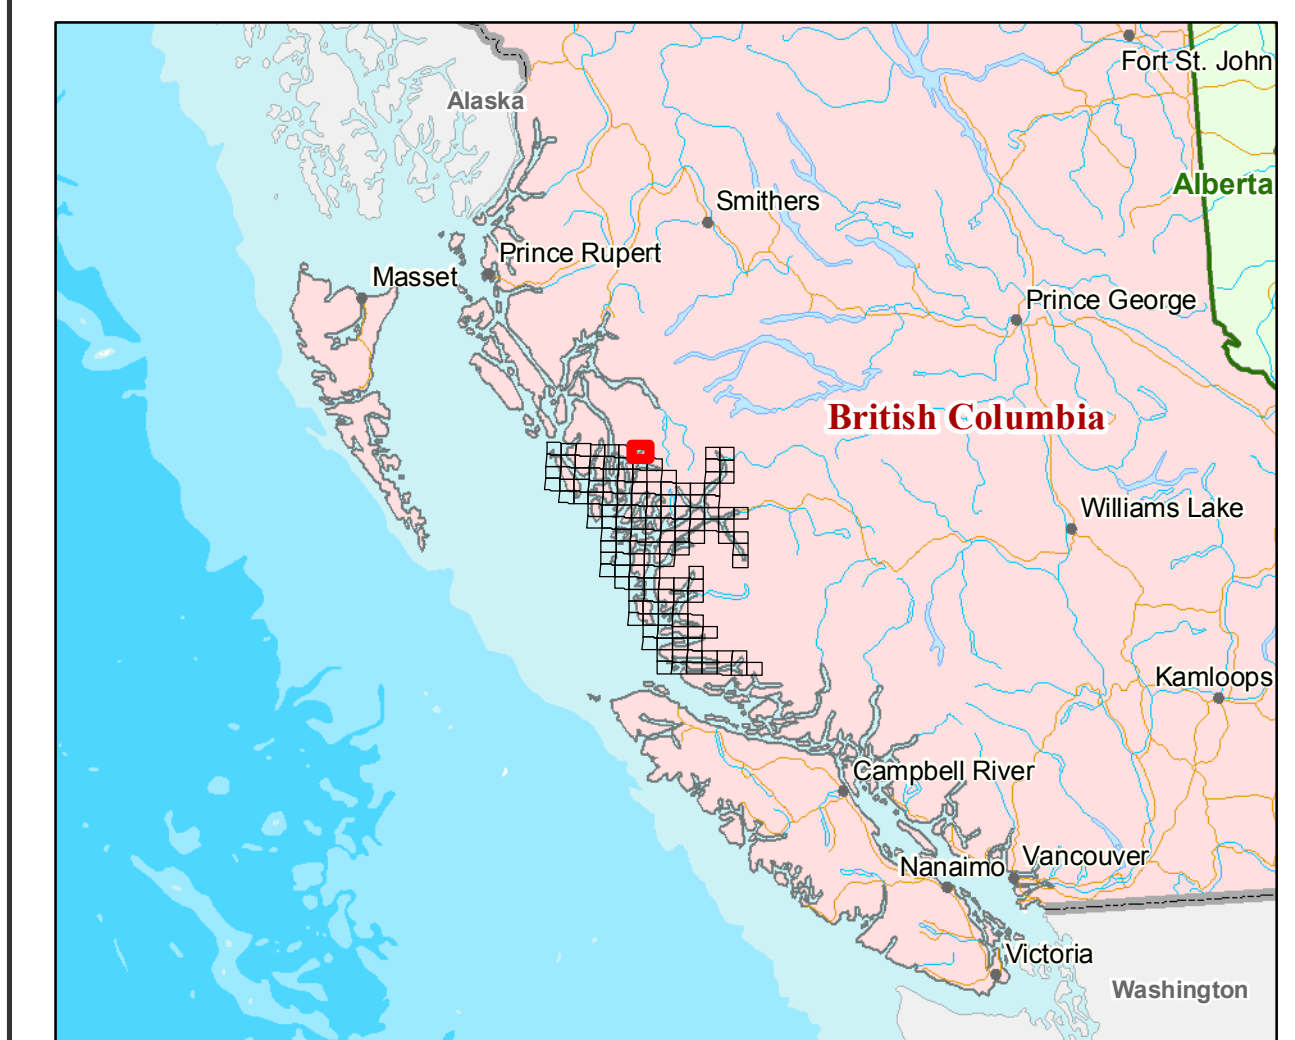 Fort St. John
Alaska
Alberta
Smithers
Prince Rupert
Masset
Prince George
British Columbia
Williams Lake
Kamloops
Campbell River
Vancouver
Nanaimo
Victoria
Washington